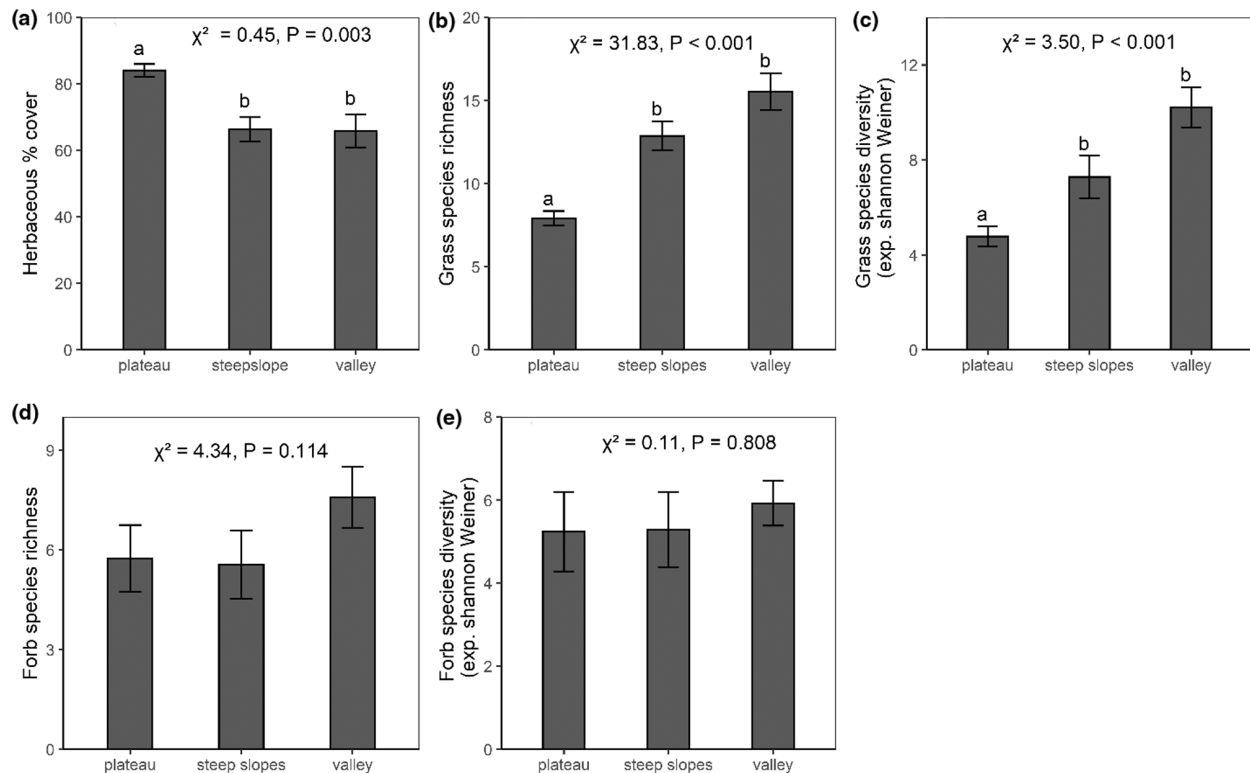 (a)
χ² = 0.45, P = 0.003
Herbaceous % cover
100
80
60
40
20
0
a
b
b
plateau
steepslope
valley
(b)
χ² = 31.83, P < 0.001
Grass species richness
20
15
10
5
0
a
b
b
plateau
steep slopes
valley
(c)
χ² = 3.50, P < 0.001
Grass species diversity
(exp. shannon Weiner)
12
8
4
0
a
b
b
plateau
steep slopes
valley
(d)
χ² = 4.34, P = 0.114
Forb species richness
9
6
3
0
plateau
steep slopes
valley
(e)
χ² = 0.11, P = 0.808
Forb species diversity
(exp. shannon Weiner)
8
6
4
2
0
plateau
steep slopes
valley